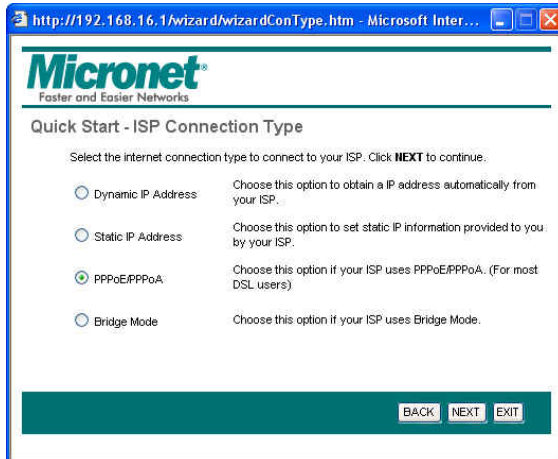 http://192.168.16.1/wizard/wizardConType.htm - Microsoft Inter...
Micronet®
Faster and Easier Networks
Quick Start - ISP Connection Type
Select the internet connection type to connect to your ISP. Click NEXT to continue.
Dynamic IP Address
Choose this option to obtain a IP address automatically from
your ISP.
Static IP Address
Choose this option to set static IP information provided to you
by your ISP.
PPPoE/PPPoA
Choose this option if your ISP uses PPPoE/PPPoA. (For most
DSL users)
Bridge Mode
Choose this option if your ISP uses Bridge Mode.
BACK NEXT EXIT